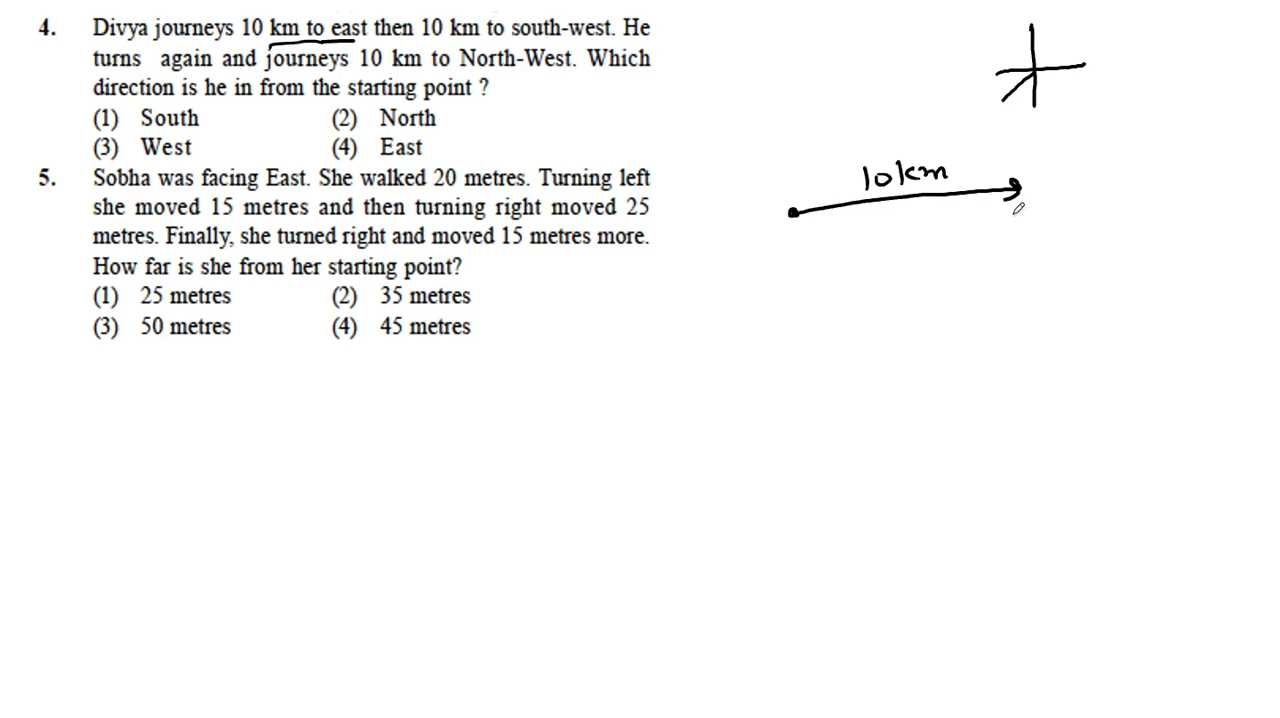 4. Divya journeys 10 km to east then 10 km to south-west. He
turns again and journeys 10 km to North-West. Which
direction is he in from the starting point ?
(1) South (2) North
(3) West (4) East
5. Sobha was facing East. She walked 20 metres. Turning left
she moved 15 metres and then turning right moved 25
metres. Finally, she turned right and moved 15 metres more.
How far is she from her starting point?
(1) 25 metres (2) 35 metres
(3) 50 metres (4) 45 metres
10km